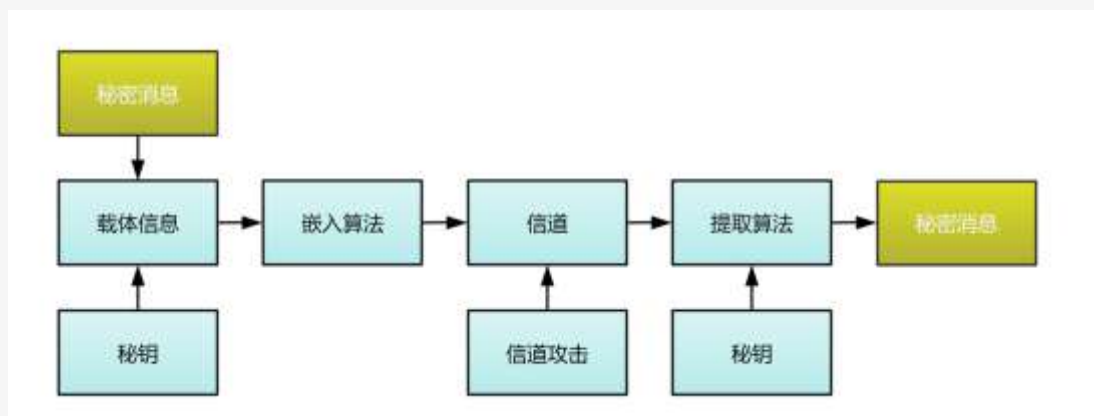 秘密消息
载体信息
嵌入算法
信道
提取算法
秘密消息
秘钥
信道攻击
秘钥